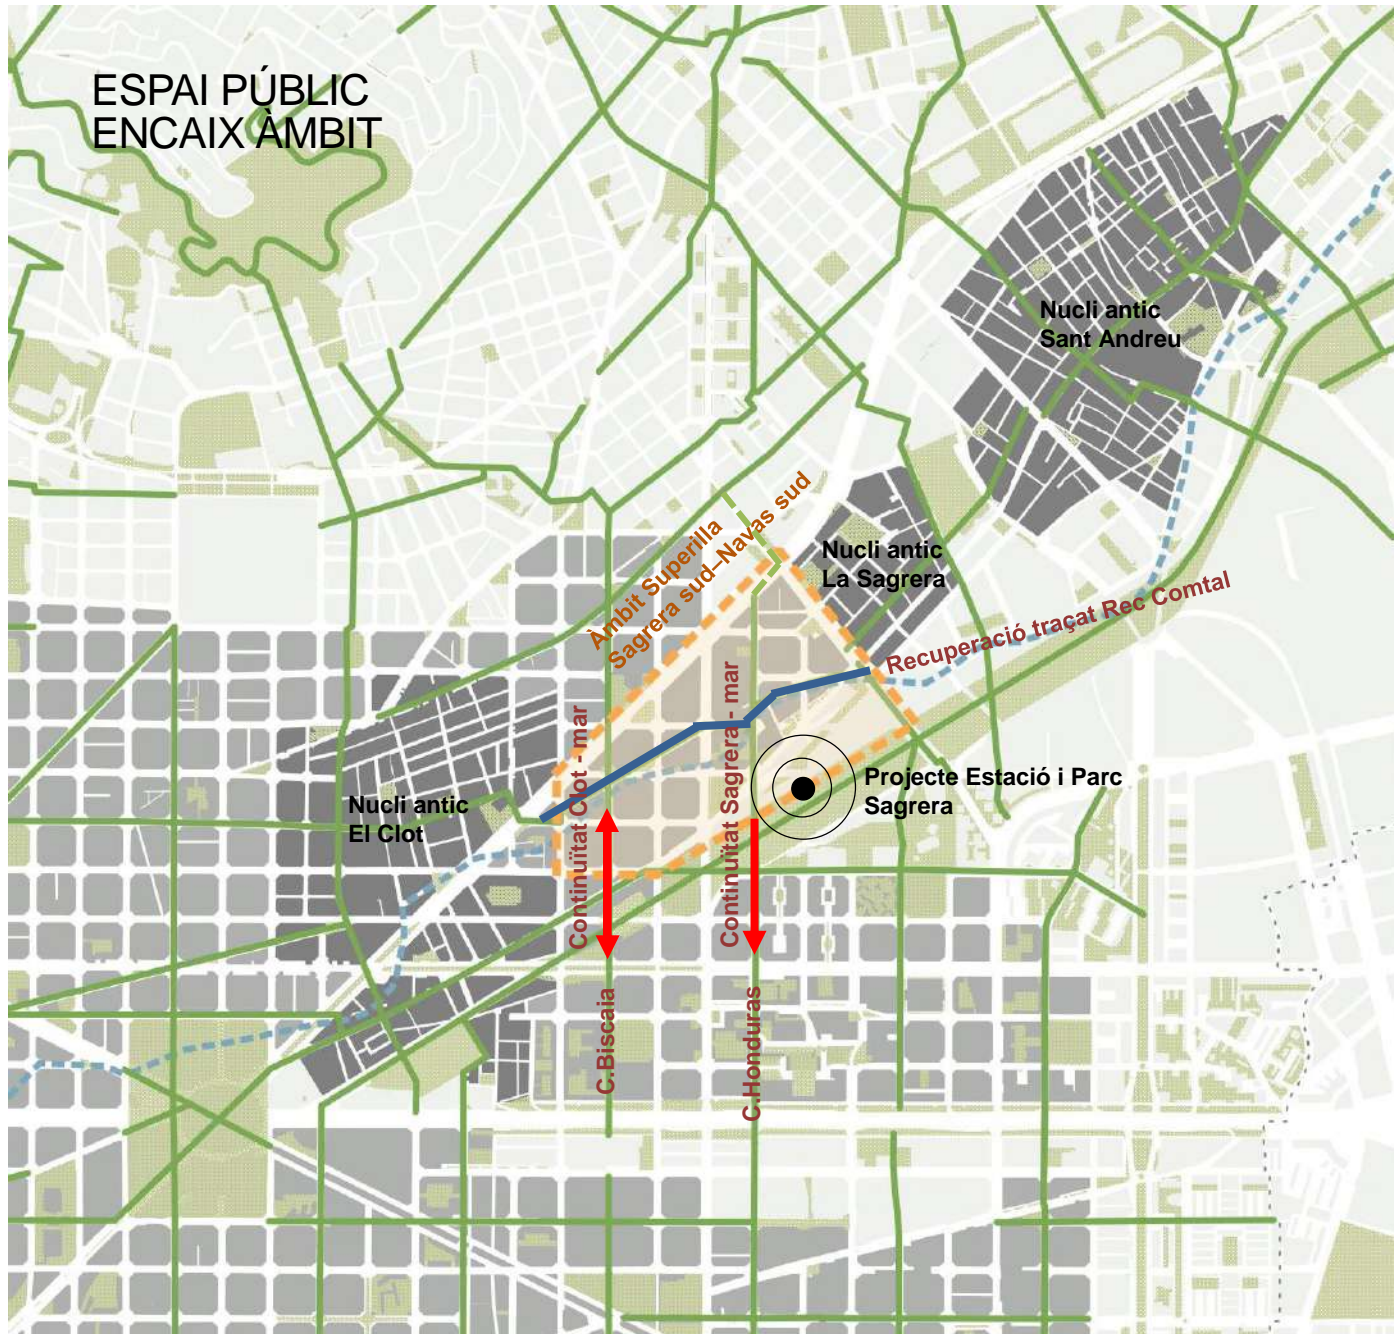 ESPAI PÚBLIC
ENCAIX ÀMBIT
Nucli antic
Sant Andreu
Àmbit Superilla
Sagrera sud–Navas sud
Nucli antic
La Sagrera
Recuperació traçat Rec Comtal
Continuïtat Clot - mar
Continuïtat Sagrera - mar
Nucli antic
El Clot
Projecte Estació i Parc
Sagrera
C.Biscaia
C.Honduras